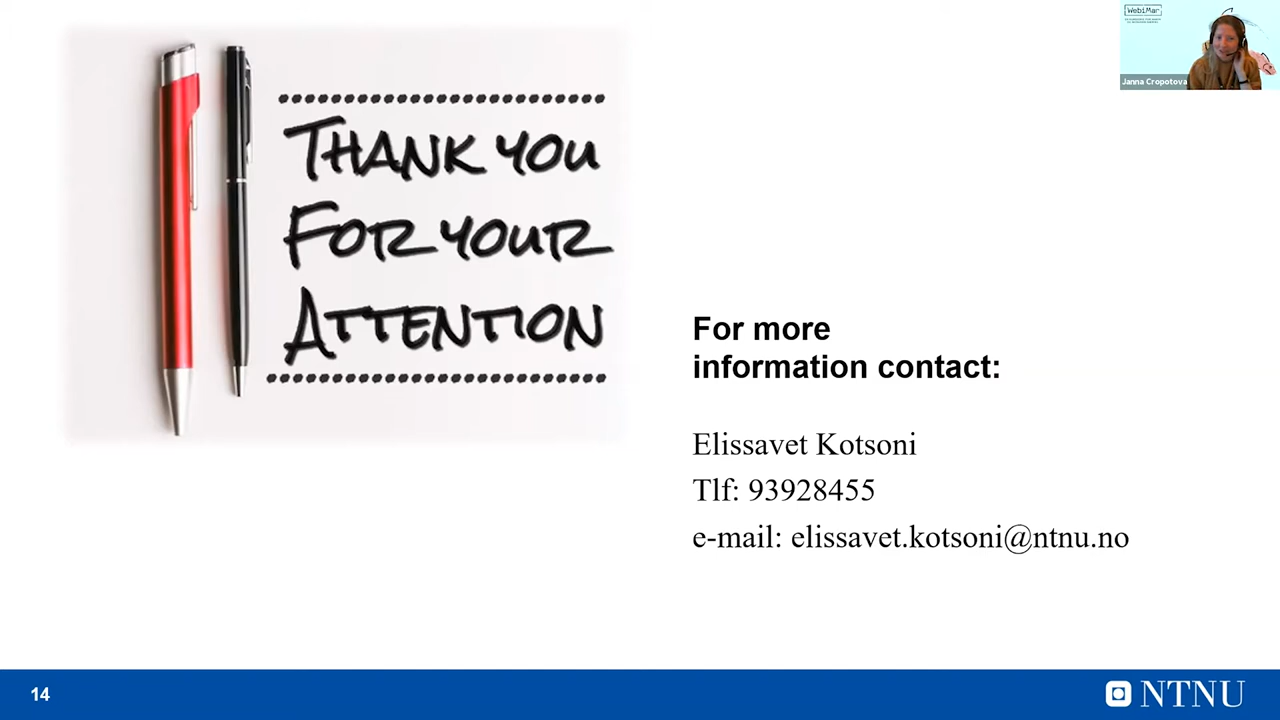 THANK YOU
FOR YOUR
ATTENTION
WebiMar
Janna Cropotova
For more
information contact:
Elissavet Kotsoni
Tlf: 93928455
e-mail: elissavet.kotsoni@ntnu.no
14
NTNU